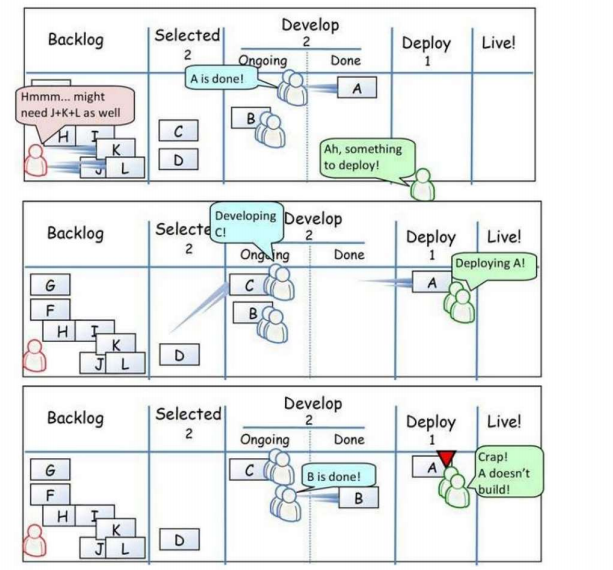 Backlog
Selected
2
Develop
2
Ongoing
Done
Deploy
1
Live!
A is done!
A
Hmmm... might
need J+K+L as well
H
I
K
J
L
B
C
D
Ah, something
to deploy!
Backlog
Selecte
2
Developing
C!
Develop
2
Ongoing
Done
Deploy
1
Live!
Deploying A!
G
F
H
I
K
J
L
D
C
B
A
Backlog
Selected
2
Develop
2
Ongoing
Done
Deploy
1
Live!
G
F
H
I
K
J
L
D
C
B is done!
B
A
Crap!
A doesn't
build!